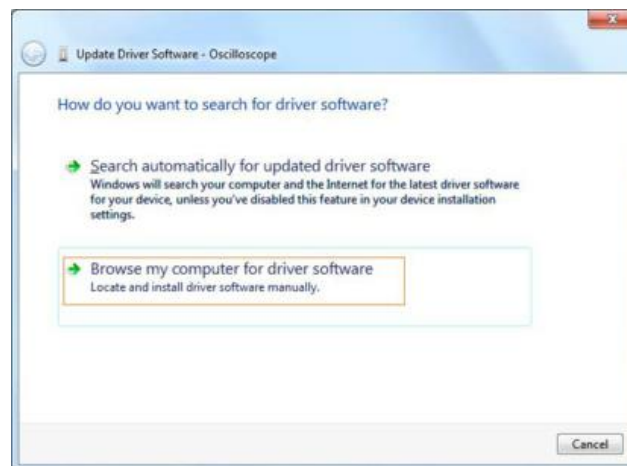 Update Driver Software - Oscilloscope
How do you want to search for driver software?
Search automatically for updated driver software
Windows will search your computer and the Internet for the latest driver software
for your device, unless you've disabled this feature in your device installation
settings.
Browse my computer for driver software
Locate and install driver software manually.
Cancel